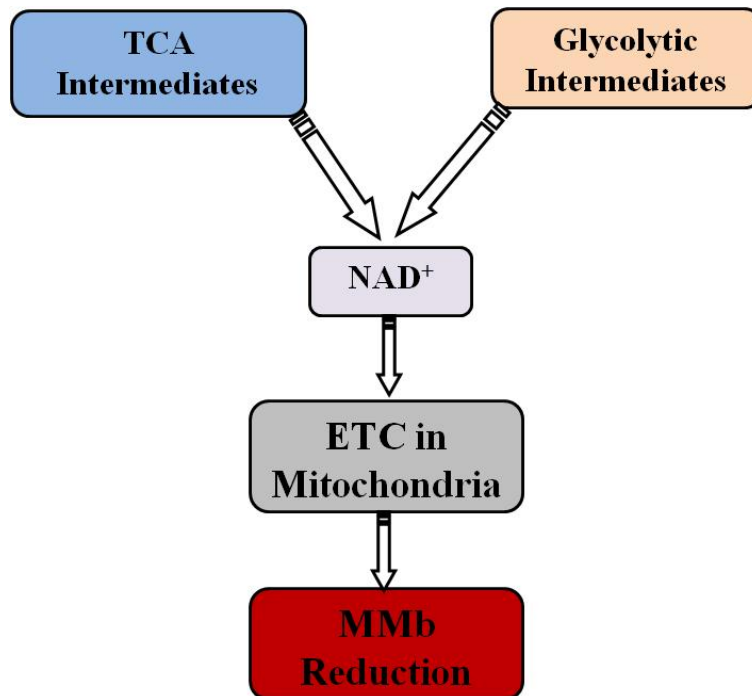 TCA
Intermediates
Glycolytic
Intermediates
NAD⁺
ETC in
Mitochondria
MMb
Reduction